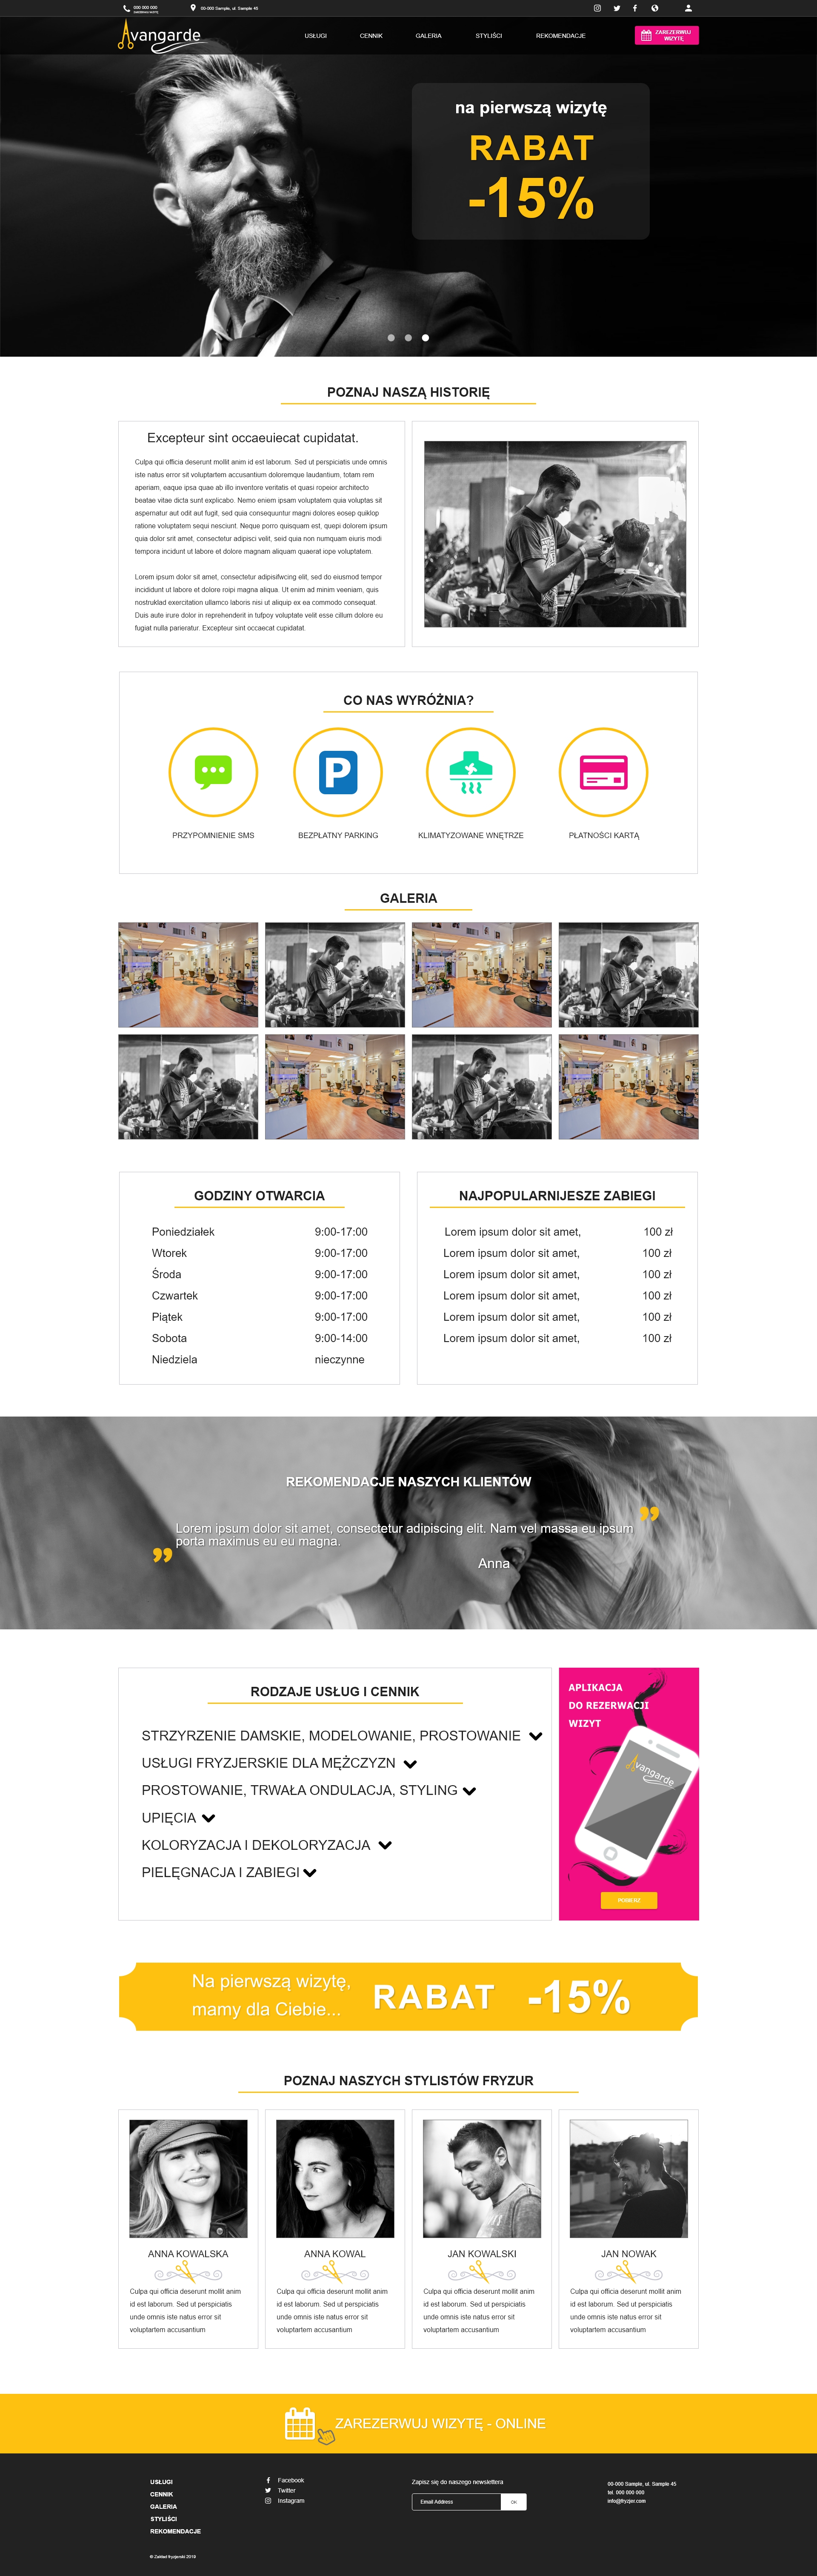 000 000 000
ZAREZERWUJ WIZYTĘ
00-000 Sample, ul. Sample 45
Avangarde
USŁUGI
CENNIK
GALERIA
STYLIŚCI
REKOMENDACJE
ZAREZERWUJ
WIZYTĘ
na pierwszą wizytę
RABAT
-15%
POZNAJ NASZĄ HISTORIĘ
Excepteur sint occaeuiecat cupidatat.
Culpa qui officia deserunt mollit anim id est laborum. Sed ut perspiciatis unde omnis
iste natus error sit voluptartem accusantium doloremque laudantium, totam rem
aperiam, eaque ipsa quae ab illo inventore veritatis et quasi ropeior architecto
beatae vitae dicta sunt explicabo. Nemo eniem ipsam voluptatem quia voluptas sit
aspernatur aut odit aut fugit, sed quia consequuntur magni dolores eosep quiklop
ratione voluptatem sequi nesciunt. Neque porro quisquam est, quepi dolorem ipsum
quia dolor srit amet, consectetur adipisci velit, seid quia non numquam eiuris modi
tempora incidunt ut labore et dolore magnam aliquam quaerat iope voluptatem.
Lorem ipsum dolor sit amet, consectetur adipisifwcing elit, sed do eiusmod tempor
incididunt ut labore et dolore roipi magna aliqua. Ut enim ad minim veeniam, quis
nostruklad exercitation ullamco laboris nisi ut aliquip ex ea commodo consequat.
Duis aute irure dolor in reprehenderit in tufpoy voluptate velit esse cillum dolore eu
fugiat nulla parieratur. Excepteur sint occaecat cupidatat.
CO NAS WYRÓŻNIA?
P
PRZYPOMNIENIE SMS
BEZPŁATNY PARKING
KLIMATYZOWANE WNĘTRZE
PŁATNOŚCI KARTĄ
GALERIA
GODZINY OTWARCIA
Poniedziałek 9:00-17:00
Wtorek 9:00-17:00
Środa 9:00-17:00
Czwartek 9:00-17:00
Piątek 9:00-17:00
Sobota 9:00-14:00
Niedziela nieczynne
NAJPOPULARNIJESZE ZABIEGI
Lorem ipsum dolor sit amet, 100 zł
Lorem ipsum dolor sit amet, 100 zł
Lorem ipsum dolor sit amet, 100 zł
Lorem ipsum dolor sit amet, 100 zł
Lorem ipsum dolor sit amet, 100 zł
Lorem ipsum dolor sit amet, 100 zł
REKOMENDACJE NASZYCH KLIENTÓW
Lorem ipsum dolor sit amet, consectetur adipiscing elit. Nam vel massa eu ipsum
porta maximus eu eu magna.
Anna
RODZAJE USŁUG I CENNIK
STRZYRZENIE DAMSKIE, MODELOWANIE, PROSTOWANIE
USŁUGI FRYZJERSKIE DLA MĘŻCZYZN
PROSTOWANIE, TRWAŁA ONDULACJA, STYLING
UPIĘCIA
KOLORYZACJA I DEKOLORYZACJA
PIELĘGNACJA I ZABIEGI
APLIKACJA
DO REZERWACJI
WIZYT
Avangarde
POBIERZ
Na pierwszą wizytę,
mamy dla Ciebie...
RABAT -15%
POZNAJ NASZYCH STYLISTÓW FRYZUR
ANNA KOWALSKA
Culpa qui officia deserunt mollit anim
id est laborum. Sed ut perspiciatis
unde omnis iste natus error sit
voluptartem accusantium
ANNA KOWAL
Culpa qui officia deserunt mollit anim
id est laborum. Sed ut perspiciatis
unde omnis iste natus error sit
voluptartem accusantium
JAN KOWALSKI
Culpa qui officia deserunt mollit anim
id est laborum. Sed ut perspiciatis
unde omnis iste natus error sit
voluptartem accusantium
JAN NOWAK
Culpa qui officia deserunt mollit anim
id est laborum. Sed ut perspiciatis
unde omnis iste natus error sit
voluptartem accusantium
ZAREZERWUJ WIZYTĘ - ONLINE
USŁUGI
CENNIK
GALERIA
STYLIŚCI
REKOMENDACJE
© Zakład fryzjerski 2019
Facebook
Twitter
Instagram
Zapisz się do naszego newslettera
Email Address
OK
00-000 Sample, ul. Sample 45
tel. 000 000 000
info@fryzjer.com